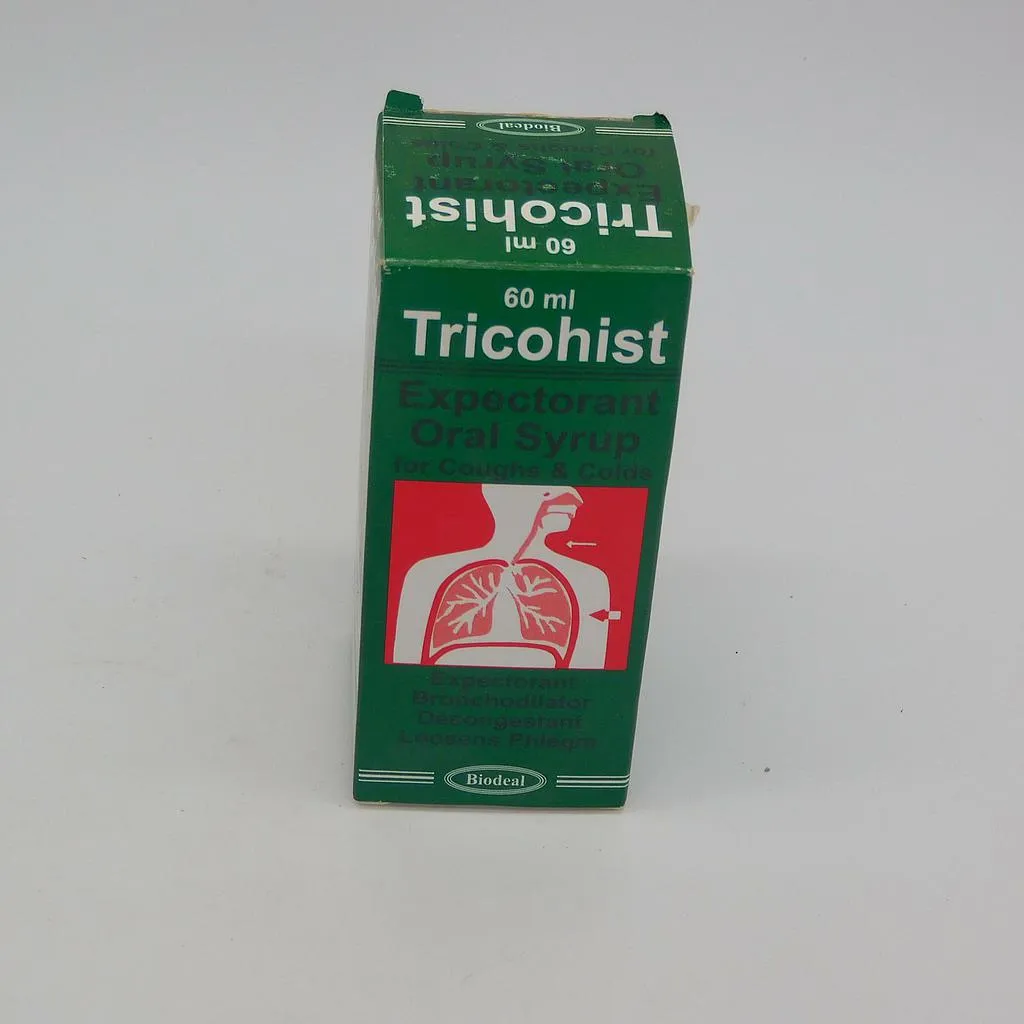 Biodeal
for Coughs & Colds
Oral Syrup
Expectorant
Tricohist
60 ml
60 ml
Tricohist
Expectorant
Oral Syrup
for Coughs & Colds
Expectorant
Bronchodilator
Decongestant
Loosens Phlegm
Biodeal